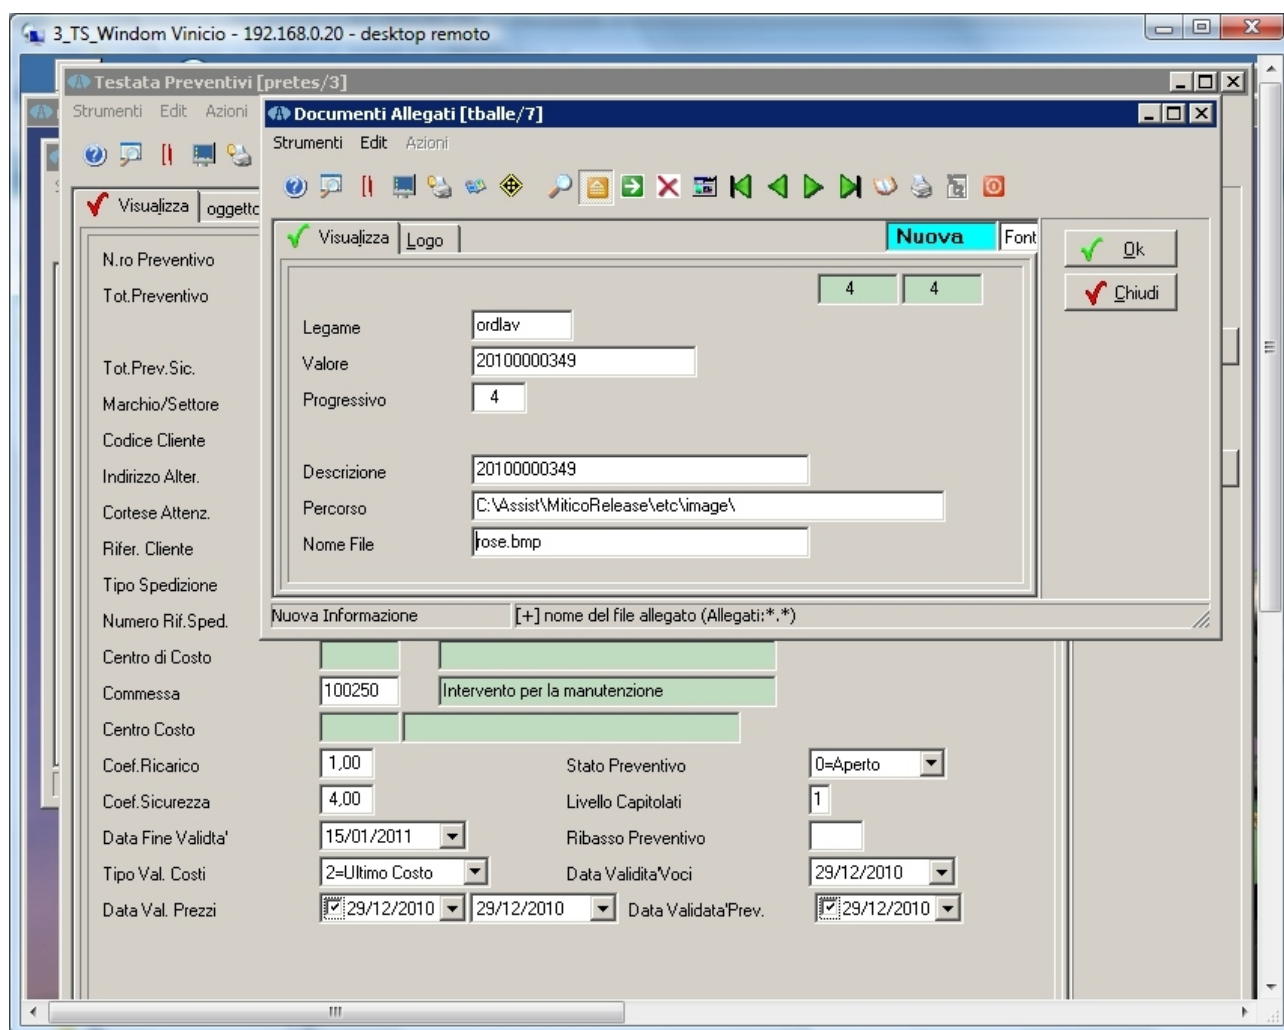 3_TS_Windom Vinicio - 192.168.0.20 - desktop remoto
Testata Preventivi [pretes/3]
Strumenti Edit Azioni
Documenti Allegati [tballe/7]
Strumenti Edit Azioni
Visualizza oggetto
Visualizza Logo Nuova Font
Ok
Chiudi
4 4
Legame ordlav
Valore 20100000349
Progressivo 4
Descrizione 20100000349
Percorso C:\Assist\MiticoRelease\etc\image\
Nome File rose.bmp
Nuova Informazione [+] nome del file allegato (Allegati:*.*)
N.ro Preventivo
Tot.Preventivo
Tot.Prev.Sic.
Marchio/Settore
Codice Cliente
Indirizzo Alter.
Cortese Attenz.
Rifer. Cliente
Tipo Spedizione
Numero Rif.Sped.
Centro di Costo
Commessa 100250 Intervento per la manutenzione
Centro Costo
Coef.Ricarico 1,00 Stato Preventivo 0=Aperto
Coef.Sicurezza 4,00 Livello Capitolati 1
Data Fine Validta' 15/01/2011 Ribasso Preventivo
Tipo Val. Costi 2=Ultimo Costo Data Validita'Voci 29/12/2010
Data Val. Prezzi 29/12/2010 29/12/2010 Data Validata'Prev. 29/12/2010